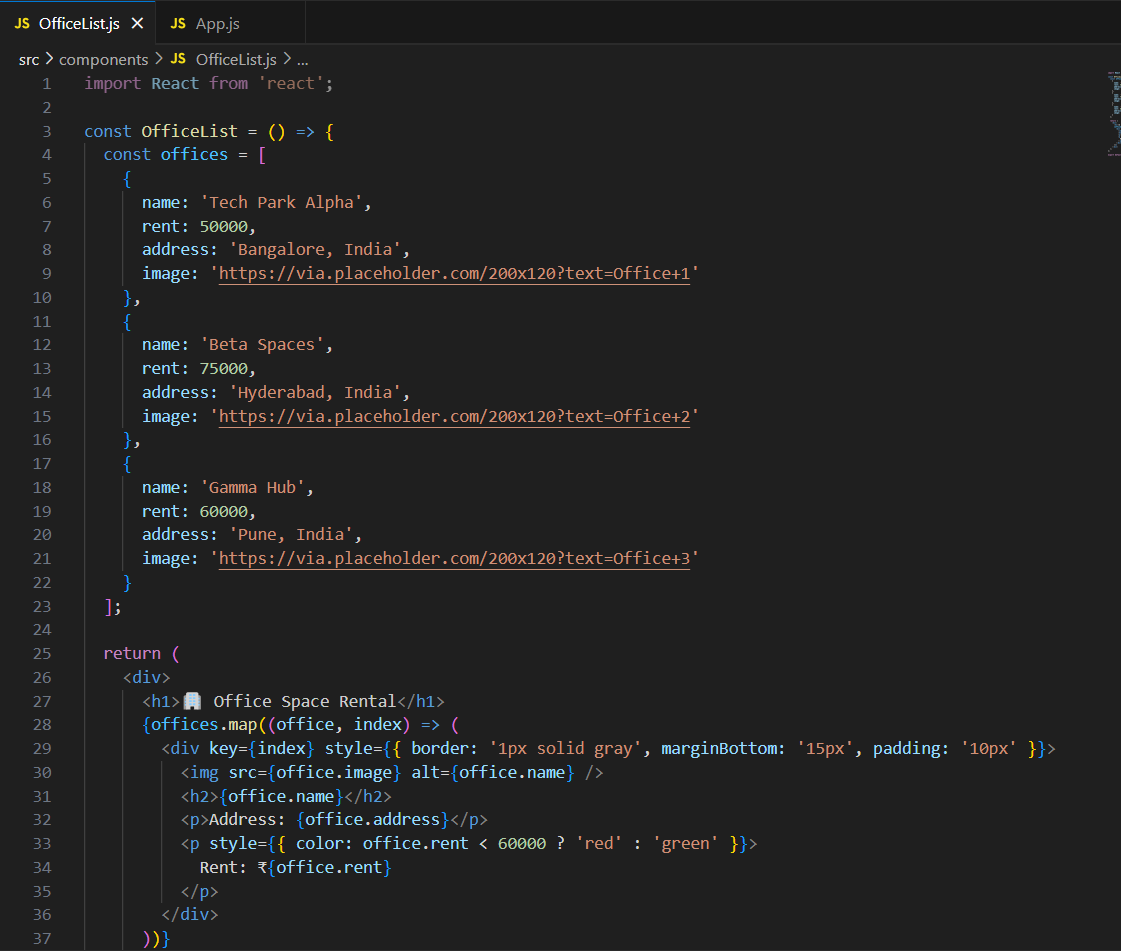 JS OfficeList.js × JS App.js
src > components > JS OfficeList.js > ...
1 import React from 'react';
2
3 const OfficeList = () => {
4 const offices = [
5 {
6 name: 'Tech Park Alpha',
7 rent: 50000,
8 address: 'Bangalore, India',
9 image: 'https://via.placeholder.com/200x120?text=Office+1'
10 },
11 {
12 name: 'Beta Spaces',
13 rent: 75000,
14 address: 'Hyderabad, India',
15 image: 'https://via.placeholder.com/200x120?text=Office+2'
16 },
17 {
18 name: 'Gamma Hub',
19 rent: 60000,
20 address: 'Pune, India',
21 image: 'https://via.placeholder.com/200x120?text=Office+3'
22 }
23 ];
24
25 return (
26 <div>
27 <h1>🏢 Office Space Rental</h1>
28 {offices.map((office, index) => (
29 <div key={index} style={{ border: '1px solid gray', marginBottom: '15px', padding: '10px' }}>
30 <img src={office.image} alt={office.name} />
31 <h2>{office.name}</h2>
32 <p>Address: {office.address}</p>
33 <p style={{ color: office.rent < 60000 ? 'red' : 'green' }}>
34 Rent: ₹{office.rent}
35 </p>
36 </div>
37 ))}